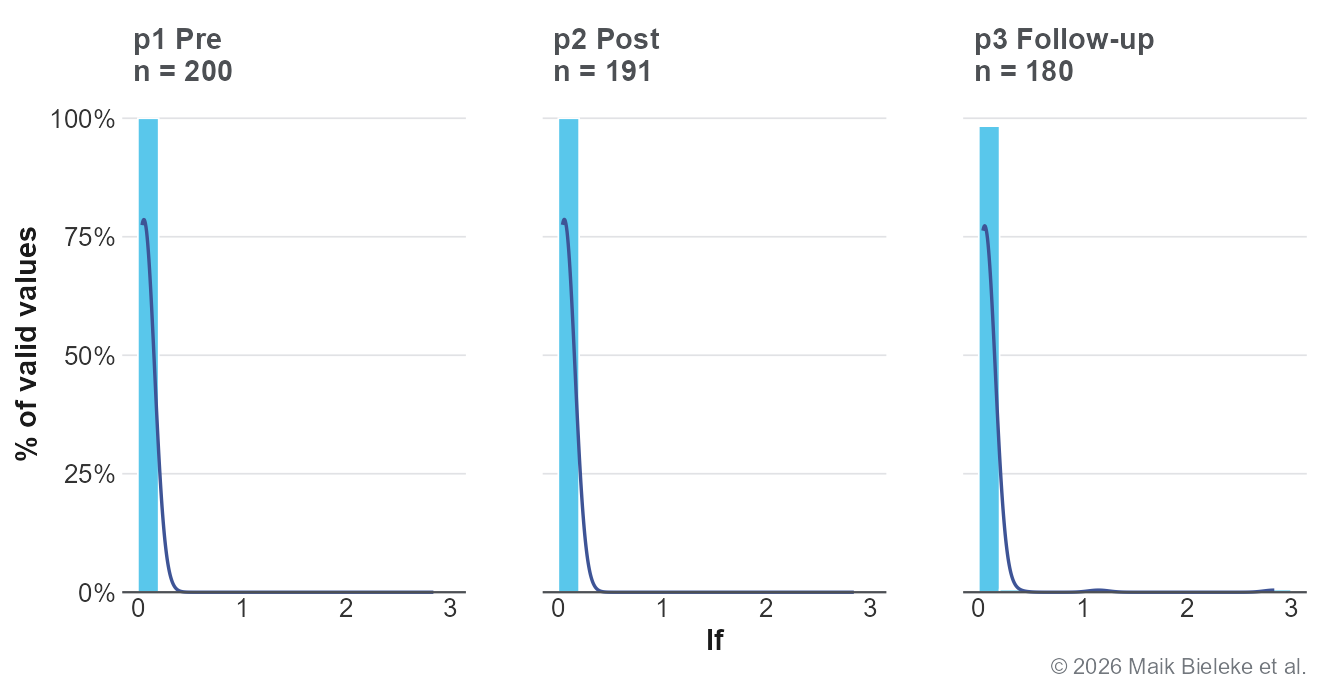 p1 Pre
n = 200
p2 Post
n = 191
p3 Follow-up
n = 180
% of valid values
100%
75%
50%
25%
0%
0 1 2 3
0 1 2 3
0 1 2 3
If
© 2026 Maik Bieleke et al.